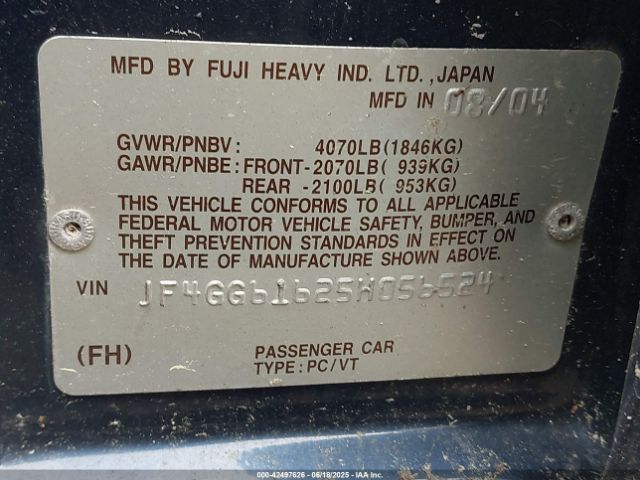 MFD BY FUJI HEAVY IND. LTD.,JAPAN
MFD IN 08/04
GVWR/PNBV: 4070LB(1846KG)
GAWR/PNBE: FRONT-2070LB( 939KG)
REAR -2100LB( 953KG)
THIS VEHICLE CONFORMS TO ALL APPLICABLE
FEDERAL MOTOR VEHICLE SAFETY, BUMPER, AND
THEFT PREVENTION STANDARDS IN EFFECT ON
THE DATE OF MANUFACTURE SHOWN ABOVE.
VIN JF4GG61625H056524
(FH) PASSENGER CAR
TYPE:PC/VT
000-42497626 - 06/18/2025 - IAAI.COM